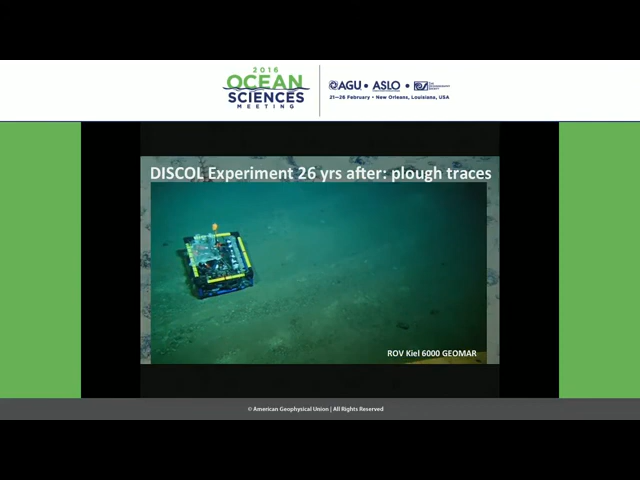 2016
OCEAN
SCIENCES
MEETING
AGU • ASLO •
21–26 February • New Orleans, Louisiana, USA
DISCOL Experiment 26 yrs after: plough traces
ROV Kiel 6000 GEOMAR
© American Geophysical Union | All Rights Reserved